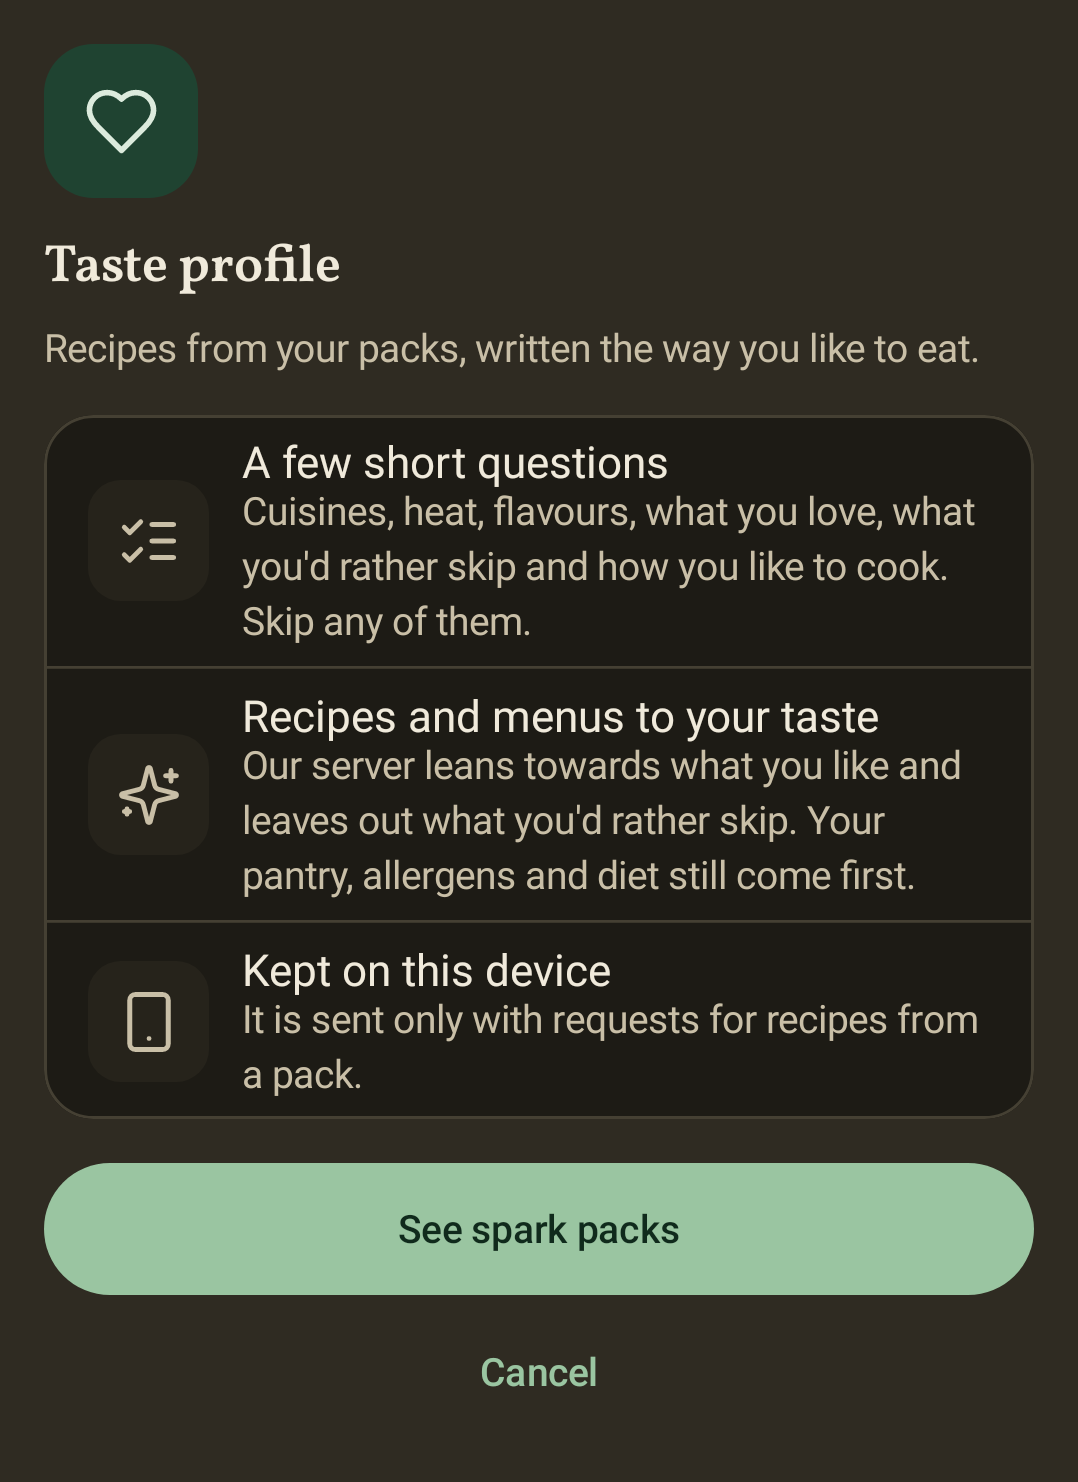 Taste profile
Recipes from your packs, written the way you like to eat.
A few short questions
Cuisines, heat, flavours, what you love, what
you'd rather skip and how you like to cook.
Skip any of them.
Recipes and menus to your taste
Our server leans towards what you like and
leaves out what you'd rather skip. Your
pantry, allergens and diet still come first.
Kept on this device
It is sent only with requests for recipes from
a pack.
See spark packs
Cancel